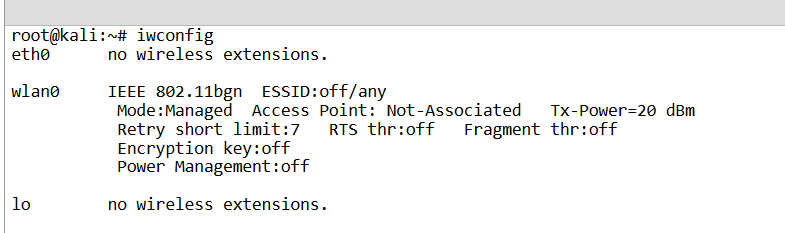 root@kali:~# iwconfig
eth0      no wireless extensions.
wlan0     IEEE 802.11bgn  ESSID:off/any
Mode:Managed  Access Point: Not-Associated   Tx-Power=20 dBm
Retry short limit:7   RTS thr:off   Fragment thr:off
Encryption key:off
Power Management:off
lo        no wireless extensions.